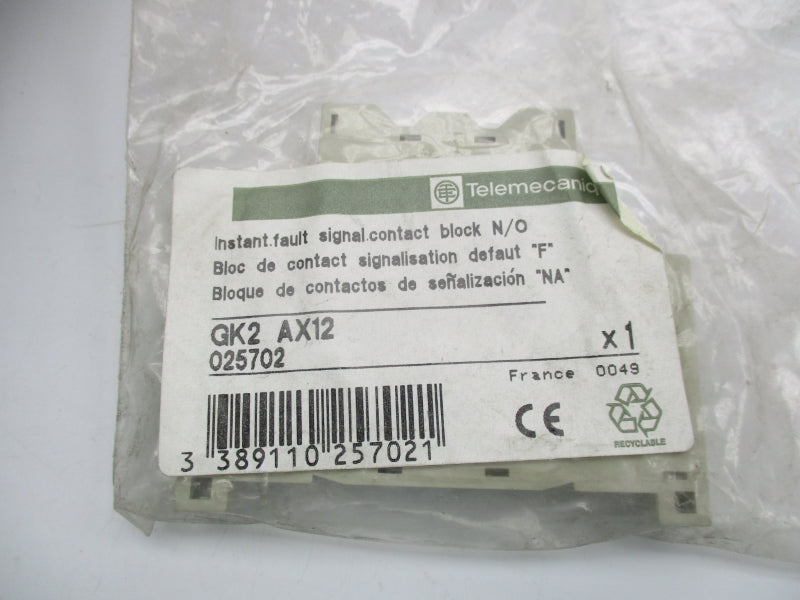 Telemecaniq
Instant.fault signal.contact block N/O
Bloc de contact signalisation defaut "F"
Bloque de contactos de señalización "NA"
GK2 AX12
025702
x1
France 0049
CE
RECYCLABLE
3 389110 257021